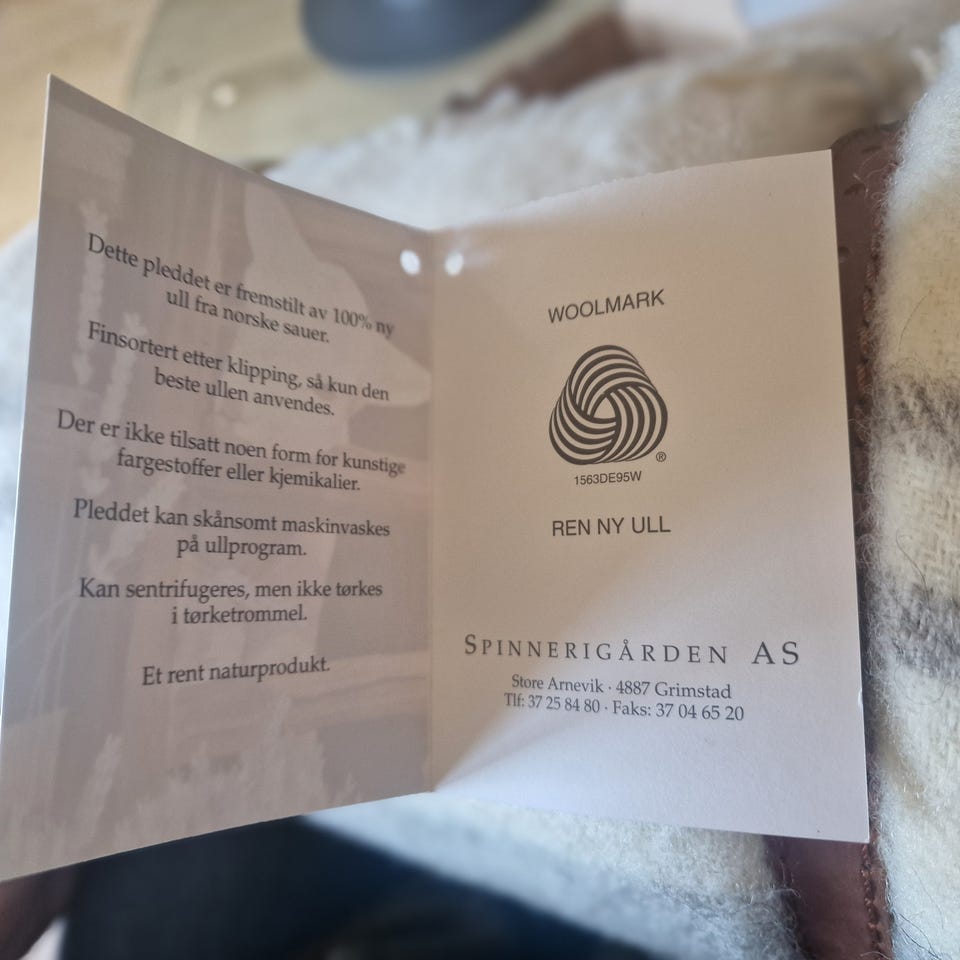 Dette pleddet er fremstilt av 100% ny
ull fra norske sauer.
Finsortert etter klipping, så kun den
beste ullen anvendes.
Der er ikke tilsatt noen form for kunstige
fargestoffer eller kjemikalier.
Pleddet kan skånsomt maskinvaskes
på ullprogram.
Kan sentrifugeres, men ikke tørkes
i tørketrommel.
Et rent naturprodukt.
WOOLMARK
®
1563DE95W
REN NY ULL
SPINNERIGÅRDEN AS
Store Arnevik · 4887 Grimstad
Tlf: 37 25 84 80 · Faks: 37 04 65 20